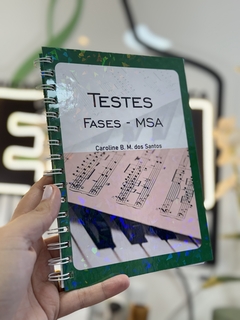 TESTES
FASES - MSA
Caroline B. M. dos Santos